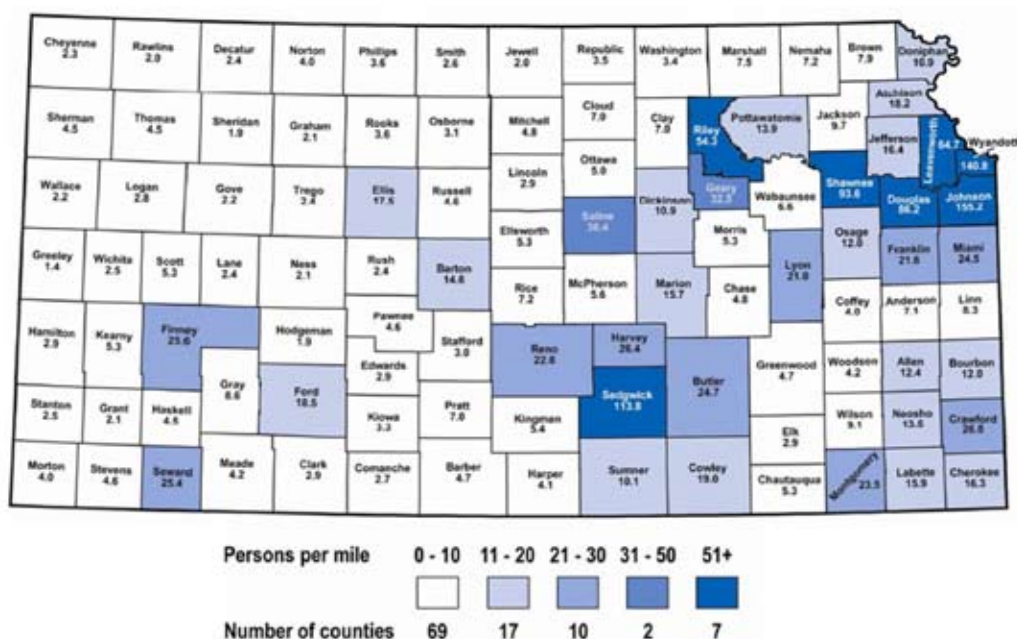 Cheyenne
2.3
Rawlins
2.9
Decatur
2.4
Norton
4.0
Phillips
3.6
Smith
2.6
Jewell
2.0
Republic
3.5
Washington
3.4
Marshall
7.5
Nemaha
7.2
Brown
7.9
Doniphan
10.9
Sherman
4.5
Thomas
4.5
Sheridan
1.9
Graham
2.1
Rooks
3.6
Osborne
3.1
Mitchell
4.8
Cloud
7.0
Clay
7.0
Riley
54.3
Pottawatomie
13.9
Jackson
9.7
Atchison
18.2
Jefferson
16.4
Leavenworth
64.7
Wyandott
140.8
Wallace
2.2
Logan
2.8
Gove
2.2
Trego
2.4
Ellis
17.5
Russell
4.6
Lincoln
2.9
Ottawa
5.0
Saline
36.4
Dickinson
10.9
Geary
32.5
Wabaunsee
6.6
Shawnee
93.6
Douglas
86.2
Johnson
155.2
Greeley
1.4
Wichita
2.5
Scott
5.3
Lane
2.4
Ness
2.1
Rush
2.4
Barton
14.6
Ellsworth
5.3
Rice
7.2
McPherson
5.6
Marion
15.7
Morris
5.3
Chase
4.8
Lyon
21.0
Osage
12.0
Franklin
21.6
Miami
24.5
Hamilton
2.9
Kearny
5.3
Finney
23.6
Hodgeman
1.9
Pawnee
4.6
Stafford
3.0
Edwards
2.9
Reno
22.8
Harvey
26.4
Butler
24.7
Greenwood
4.7
Coffey
4.0
Anderson
7.1
Linn
8.3
Woodson
4.2
Allen
12.4
Bourbon
12.0
Stanton
2.5
Grant
2.1
Haskell
4.5
Gray
6.6
Ford
18.5
Kiowa
3.3
Pratt
7.0
Kingman
5.4
Sedgwick
113.8
Elk
2.9
Wilson
9.1
Neosho
13.5
Crawford
26.8
Morton
4.0
Stevens
4.6
Seward
25.4
Meade
4.2
Clark
2.9
Comanche
2.7
Barber
4.7
Harper
4.1
Sumner
10.1
Cowley
19.0
Chautauqua
5.3
Montgomery
23.5
Labette
15.9
Cherokee
16.3
Persons per mile 0 - 10 11 - 20 21 - 30 31 - 50 51+
Number of counties 69 17 10 2 7